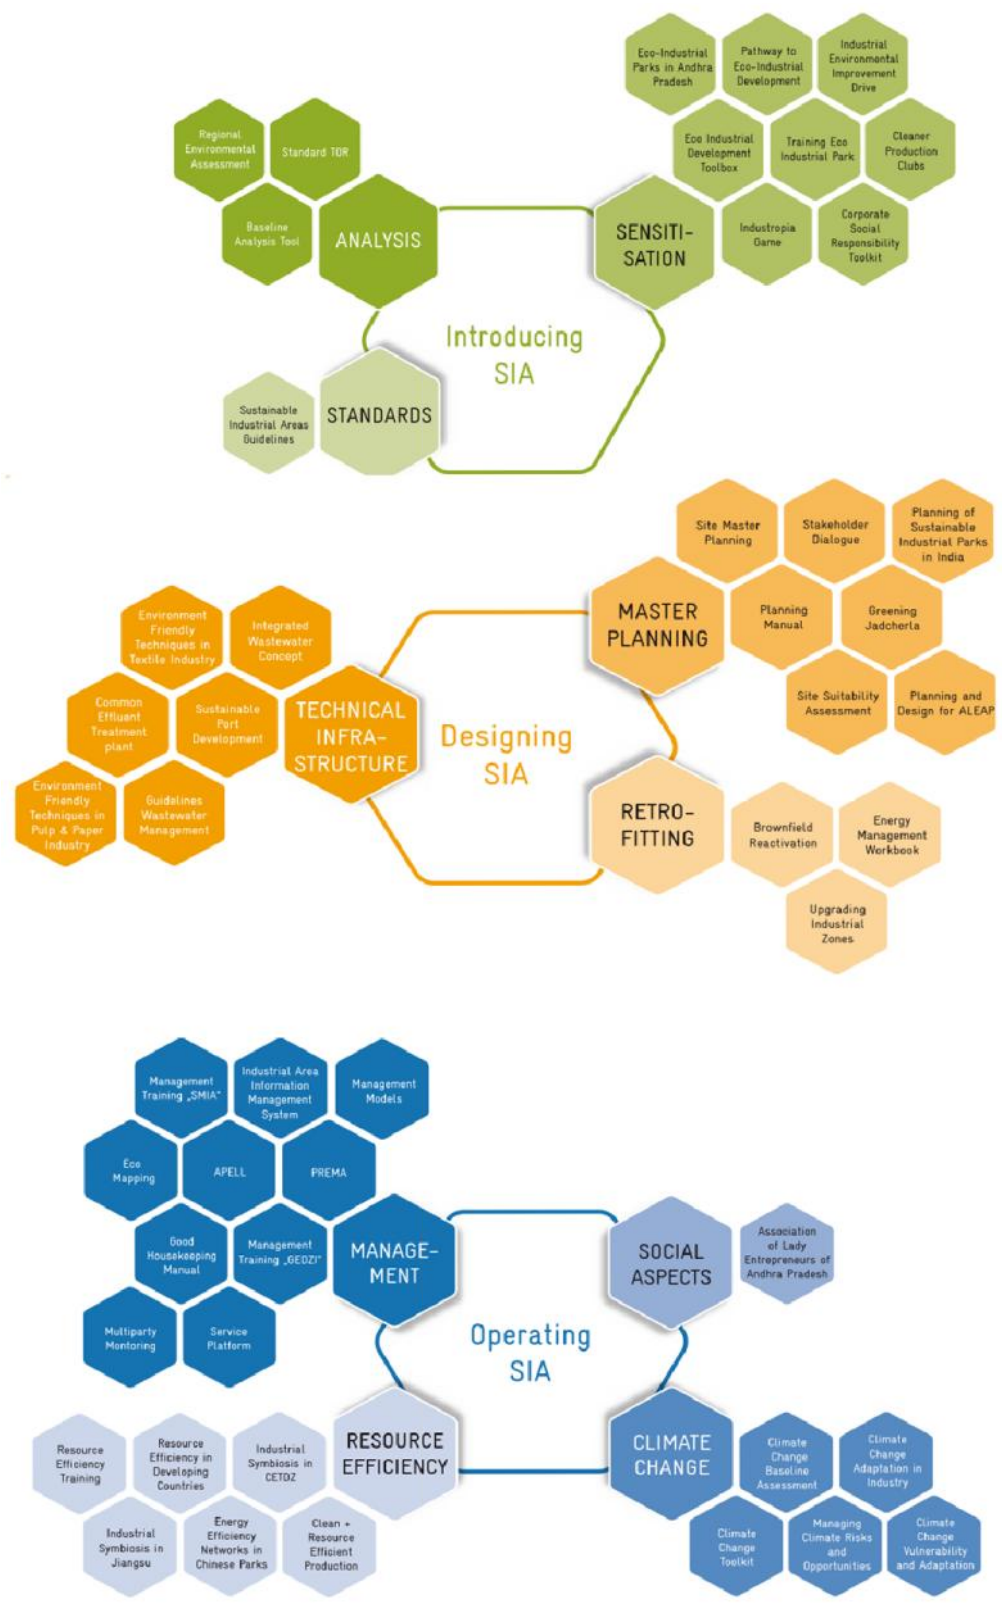 Regional
Environmental
Assessment
Standard TOR
Baseline
Analysis Tool
ANALYSIS
Eco-Industrial
Parks in Andhra
Pradesh
Pathway to
Eco-Industrial
Development
Industrial
Environmental
Improvement
Drive
Eco Industrial
Development
Toolbox
Training Eco
Industrial Park
Cleaner
Production
Clubs
SENSITI-
SATION
Industropia
Game
Corporate
Social
Responsibility
Toolkit
Introducing
SIA
Sustainable
Industrial Areas
Guidelines
STANDARDS
Site Master
Planning
Stakeholder
Dialogue
Planning of
Sustainable
Industrial Parks
in India
MASTER
PLANNING
Planning
Manual
Greening
Jadcherla
Site Suitability
Assessment
Planning and
Design for ALEAP
Environment
Friendly
Techniques in
Textile Industry
Integrated
Wastewater
Concept
Common
Effluent
Treatment
plant
Sustainable
Port
Development
TECHNICAL
INFRA-
STRUCTURE
Environment
Friendly
Techniques in
Pulp & Paper
Industry
Guidelines
Wastewater
Management
Designing
SIA
RETRO-
FITTING
Brownfield
Reactivation
Energy
Management
Workbook
Upgrading
Industrial
Zones
Management
Training „SMIA"
Industrial Area
Information
Management
System
Management
Models
Eco
Mapping
APELL
PREMA
Good
Housekeeping
Manual
Management
Training „GEDZI"
MANAGE-
MENT
Multiparty
Montoring
Service
Platform
SOCIAL
ASPECTS
Association
of Lady
Entrepreneurs of
Andhra Pradesh
Operating
SIA
Resource
Efficiency
Training
Resource
Efficiency in
Developing
Countries
Industrial
Symbiosis in
CETDZ
RESOURCE
EFFICIENCY
Industrial
Symbiosis in
Jiangsu
Energy
Efficiency
Networks in
Chinese Parks
Clean +
Resource
Efficient
Production
CLIMATE
CHANGE
Climate
Change
Baseline
Assessment
Climate
Change
Adaptation in
Industry
Climate
Change
Toolkit
Managing
Climate Risks
and
Opportunities
Climate
Change
Vulnerability
and Adaptation